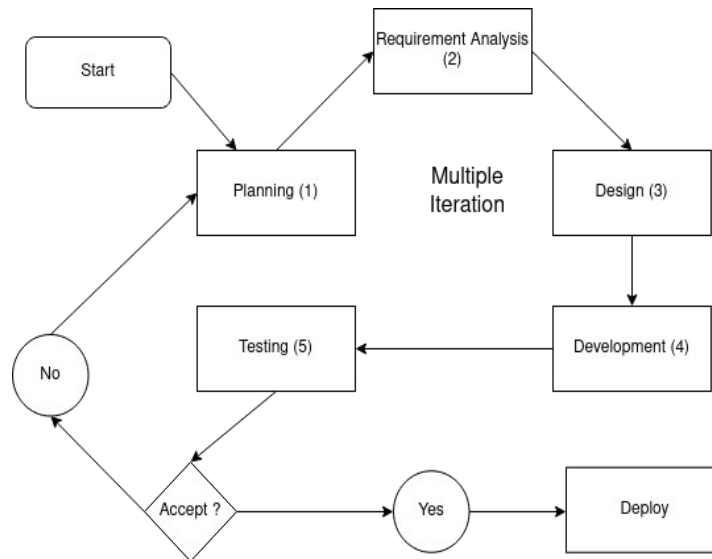 Start
Requirement Analysis
(2)
Planning (1)
Multiple
Iteration
Design (3)
Testing (5)
Development (4)
No
Accept ?
Yes
Deploy